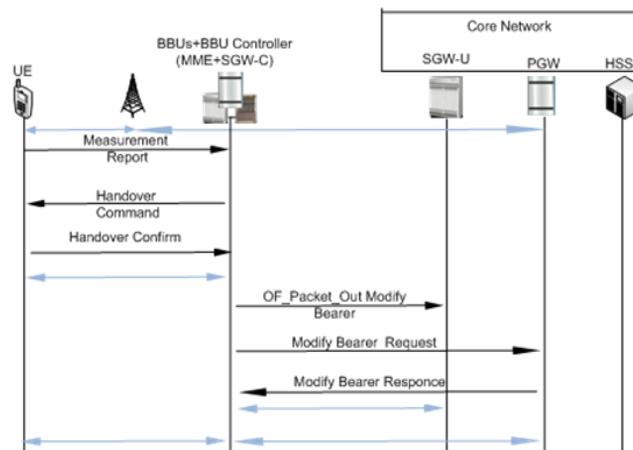 Core Network
BBUs+BBU Controller
(MME+SGW-C)
SGW-U
PGW
HSS
UE
Measurement
Report
Handover
Command
Handover Confirm
OF_Packet_Out Modify
Bearer
Modify Bearer Request
Modify Bearer Responce